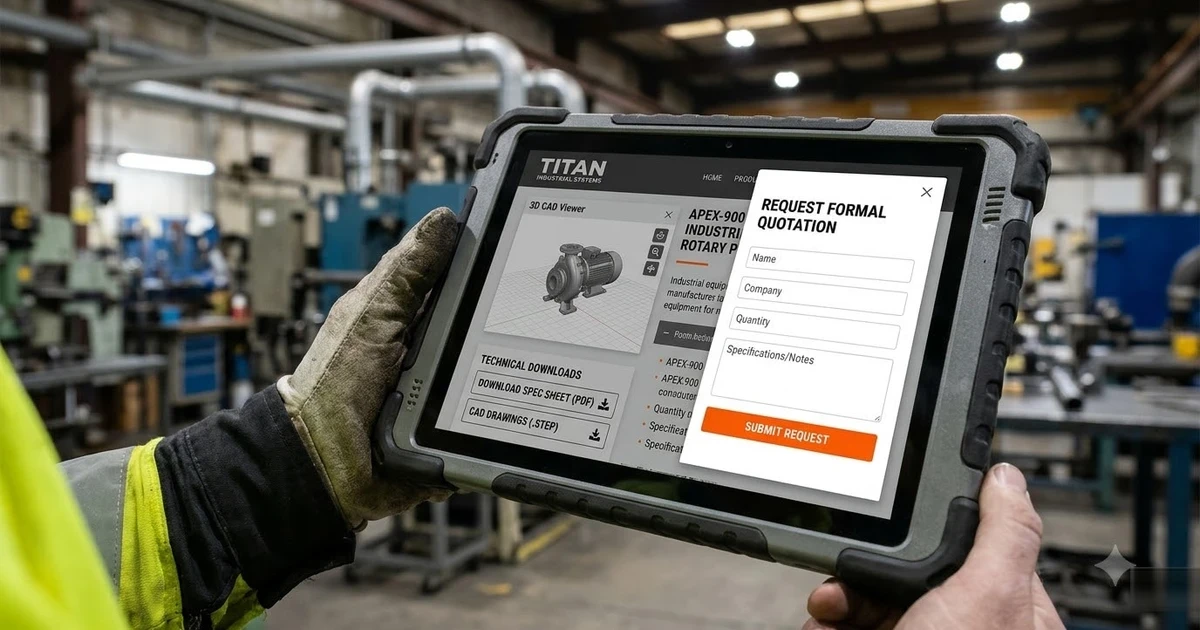 TITAN
INDUSTRIAL SYSTEMS
HOME PRODU
3D CAD Viewer
TECHNICAL DOWNLOADS
DOWNLOAD SPEC SHEET (PDF)
CAD DRAWINGS (.STEP)
APEX-900
INDUSTRI
ROTARY P
Industrial equip
manufacturer
equipment for
APEX-900
APEX.900
Quantity
Specificat
Specificat
REQUEST FORMAL
QUOTATION
Name
Company
Quantity
Specifications/Notes
SUBMIT REQUEST